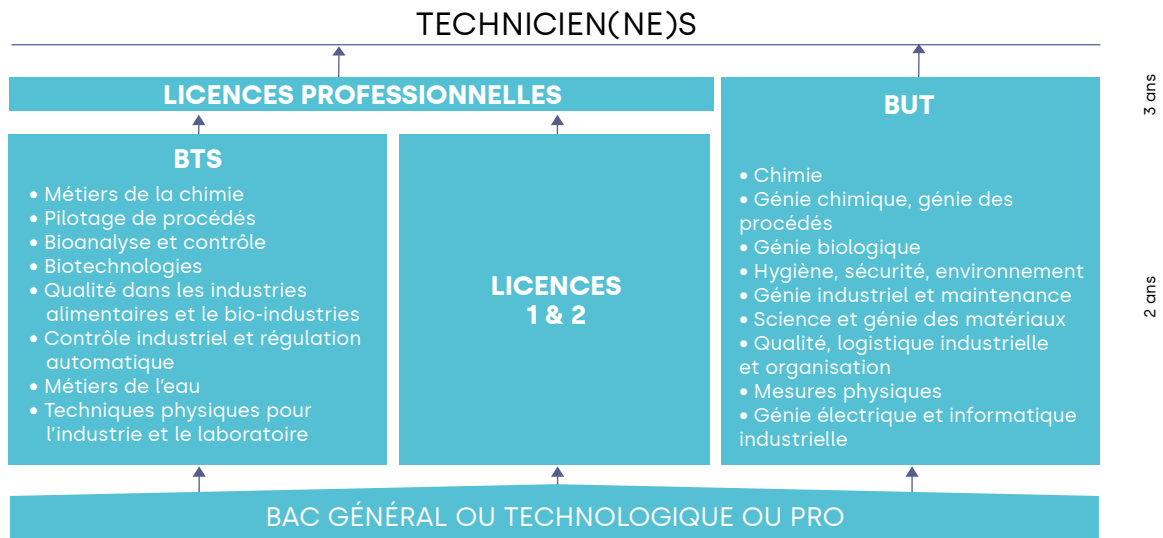 TECHNICIEN(NE)S
LICENCES PROFESSIONNELLES
BTS
• Métiers de la chimie
• Pilotage de procédés
• Bioanalyse et contrôle
• Biotechnologies
• Qualité dans les industries
alimentaires et le bio-industries
• Contrôle industriel et régulation
automatique
• Métiers de l’eau
• Techniques physiques pour
l’industrie et le laboratoire
LICENCES
1 & 2
BUT
• Chimie
• Génie chimique, génie des
procédés
• Génie biologique
• Hygiène, sécurité, environnement
• Génie industriel et maintenance
• Science et génie des matériaux
• Qualité, logistique industrielle
et organisation
• Mesures physiques
• Génie électrique et informatique
industrielle
3 ans
2 ans
BAC GÉNÉRAL OU TECHNOLOGIQUE OU PRO